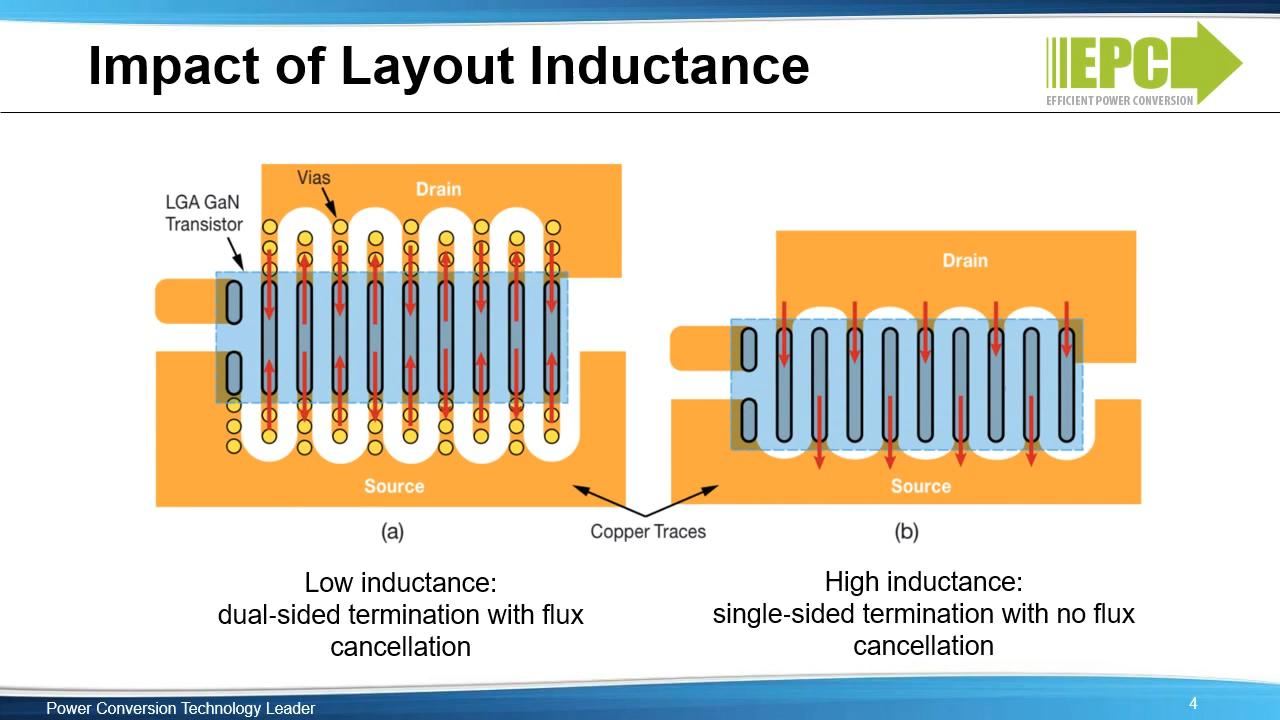 Impact of Layout Inductance
EPC
EFFICIENT POWER CONVERSION
Vias
Drain
LGA GaN
Transistor
Drain
Source
Source
Copper Traces
(a)
(b)
Low inductance:
dual-sided termination with flux
cancellation
High inductance:
single-sided termination with no flux
cancellation
Power Conversion Technology Leader
4